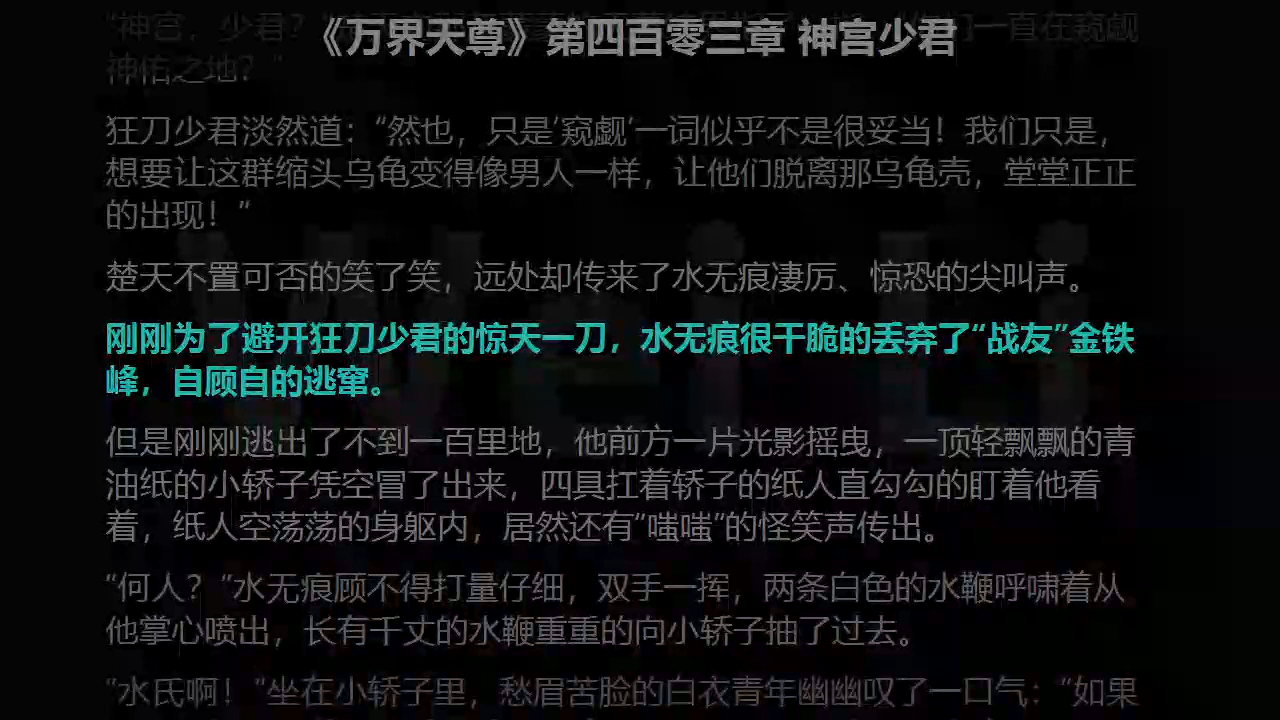 《万界天尊》第四百零三章 神宫少君
"神宫，少君？
们一直在窥觑
神佑之地？"
狂刀少君淡然道："然也，只是'窥觑'一词似乎不是很妥当！我们只是，
想要让这群缩头乌龟变得像男人一样，让他们脱离那乌龟壳，堂堂正正
的出现！"
楚天不置可否的笑了笑，远处却传来了水无痕凄厉、惊恐的尖叫声。
刚刚为了避开狂刀少君的惊天一刀，水无痕很干脆的丢弃了"战友"金铁
峰，自顾自的逃窜。
但是刚刚逃出了不到一百里地，他前方一片光影摇曳，一顶轻飘飘的青
油纸的小轿子凭空冒了出来，四具扛着轿子的纸人直勾勾的盯着他看
着，纸人空荡荡的身躯内，居然还有"嗤嗤"的怪笑声传出。
"何人？"水无痕顾不得打量仔细，双手一挥，两条白色的水鞭呼啸着从
他掌心喷出，长有千丈的水鞭重重的向小轿子抽了过去。
"水氏啊！"坐在小轿子里，愁眉苦脸的白衣青年幽幽叹了一口气："如果